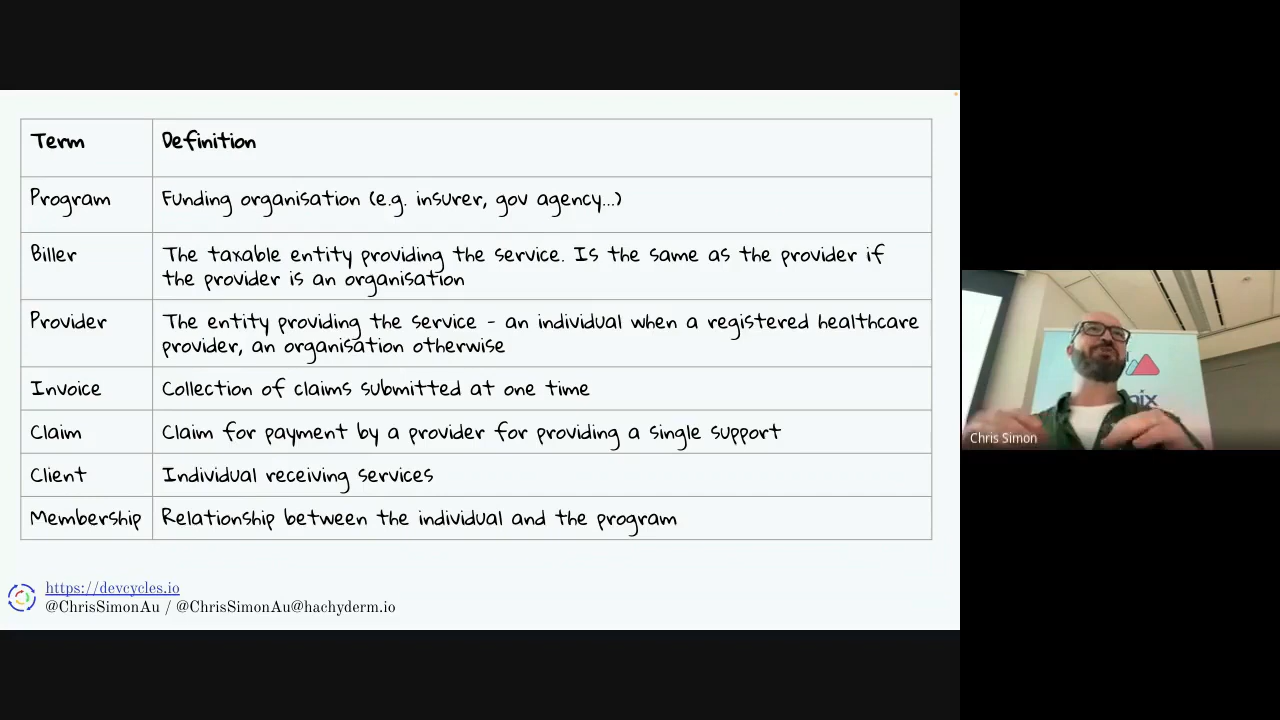 Term Definition
Program Funding organisation (e.g. insurer, gov agency...)
Biller The taxable entity providing the service. Is the same as the provider if
the provider is an organisation
Provider The entity providing the service - an individual when a registered healthcare
provider, an organisation otherwise
Invoice Collection of claims submitted at one time
Claim Claim for payment by a provider for providing a single support
Client Individual receiving services
Membership Relationship between the individual and the program
https://devcycles.io
@ChrisSimonAu / @ChrisSimonAu@hachyderm.io
Chris Simon